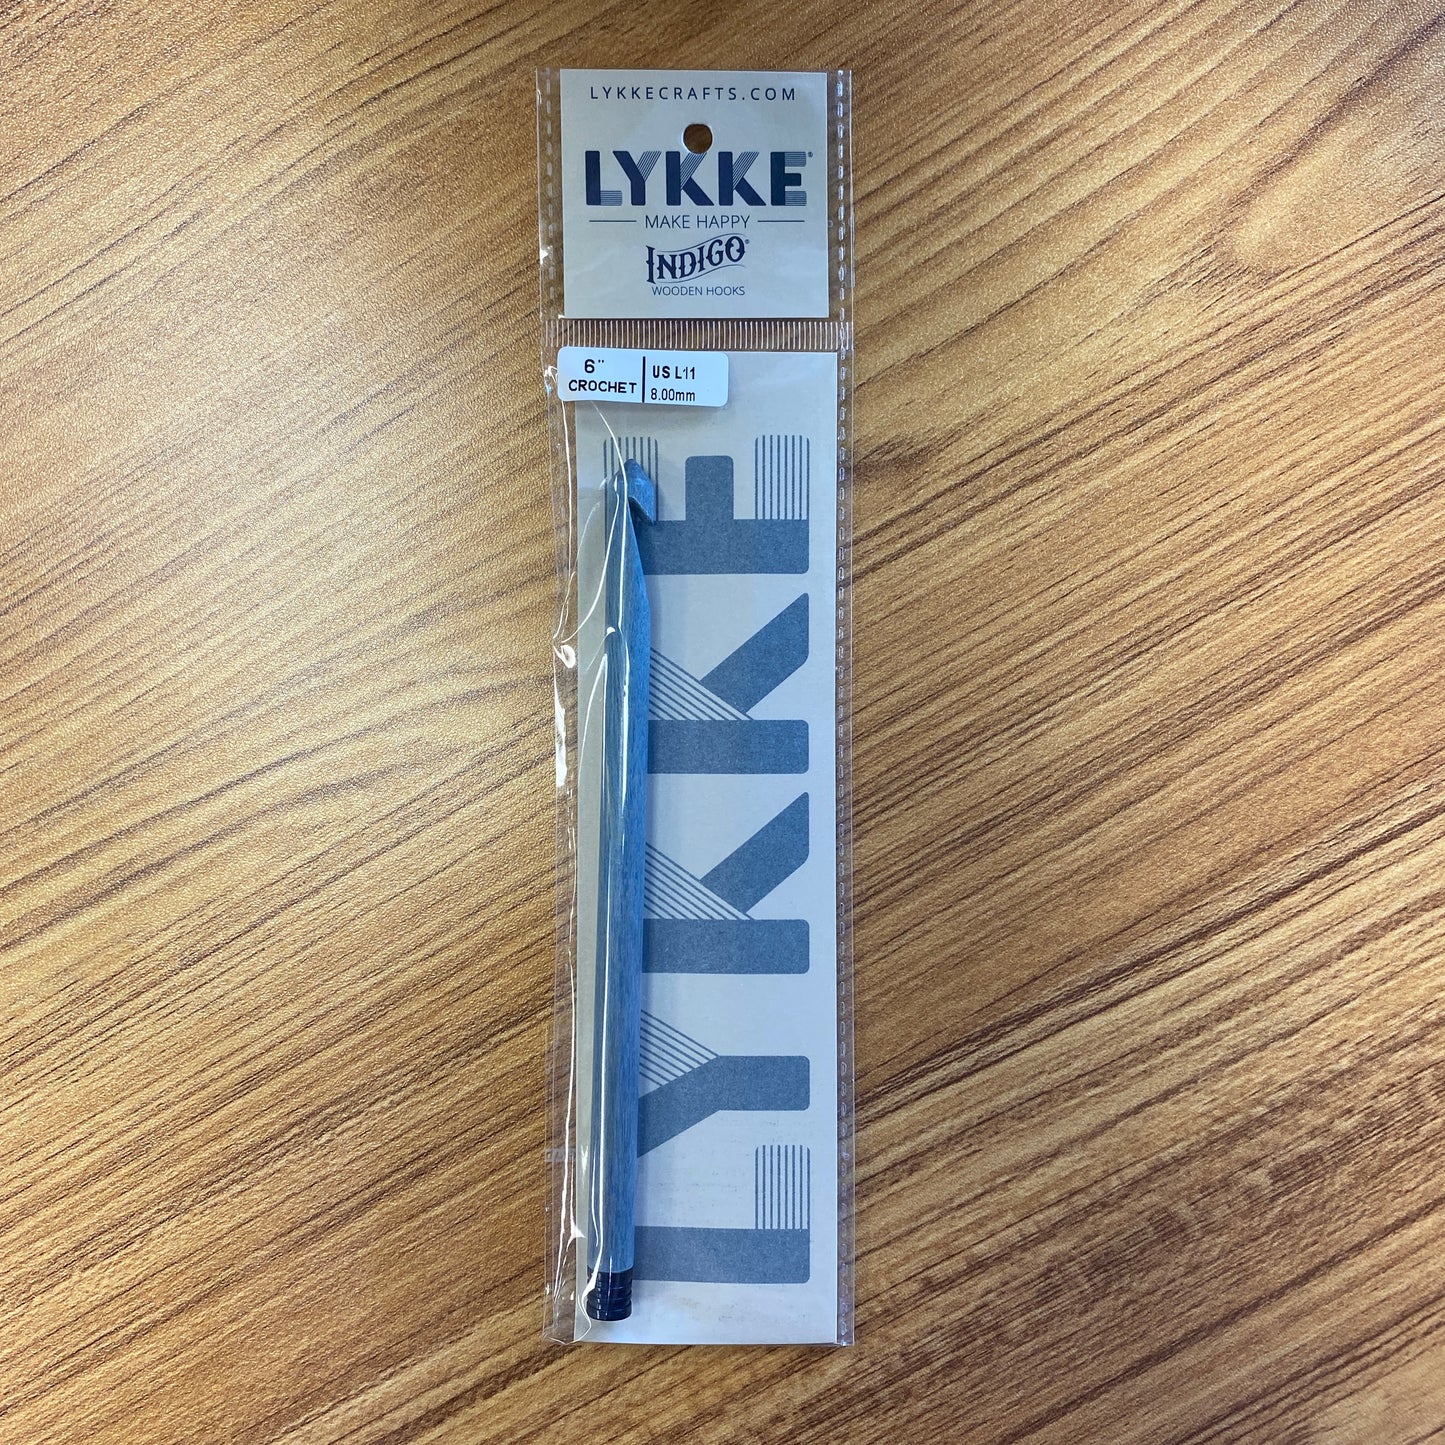 LYKKECRAFTS.COM
LYKKE®
MAKE HAPPY
INDIGO®
WOODEN HOOKS
6"
CROCHET
US L11
8.00mm
LYKKE